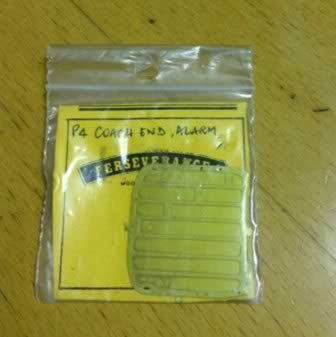 P4 COACH END, ALARM,
PERSEVERANCE